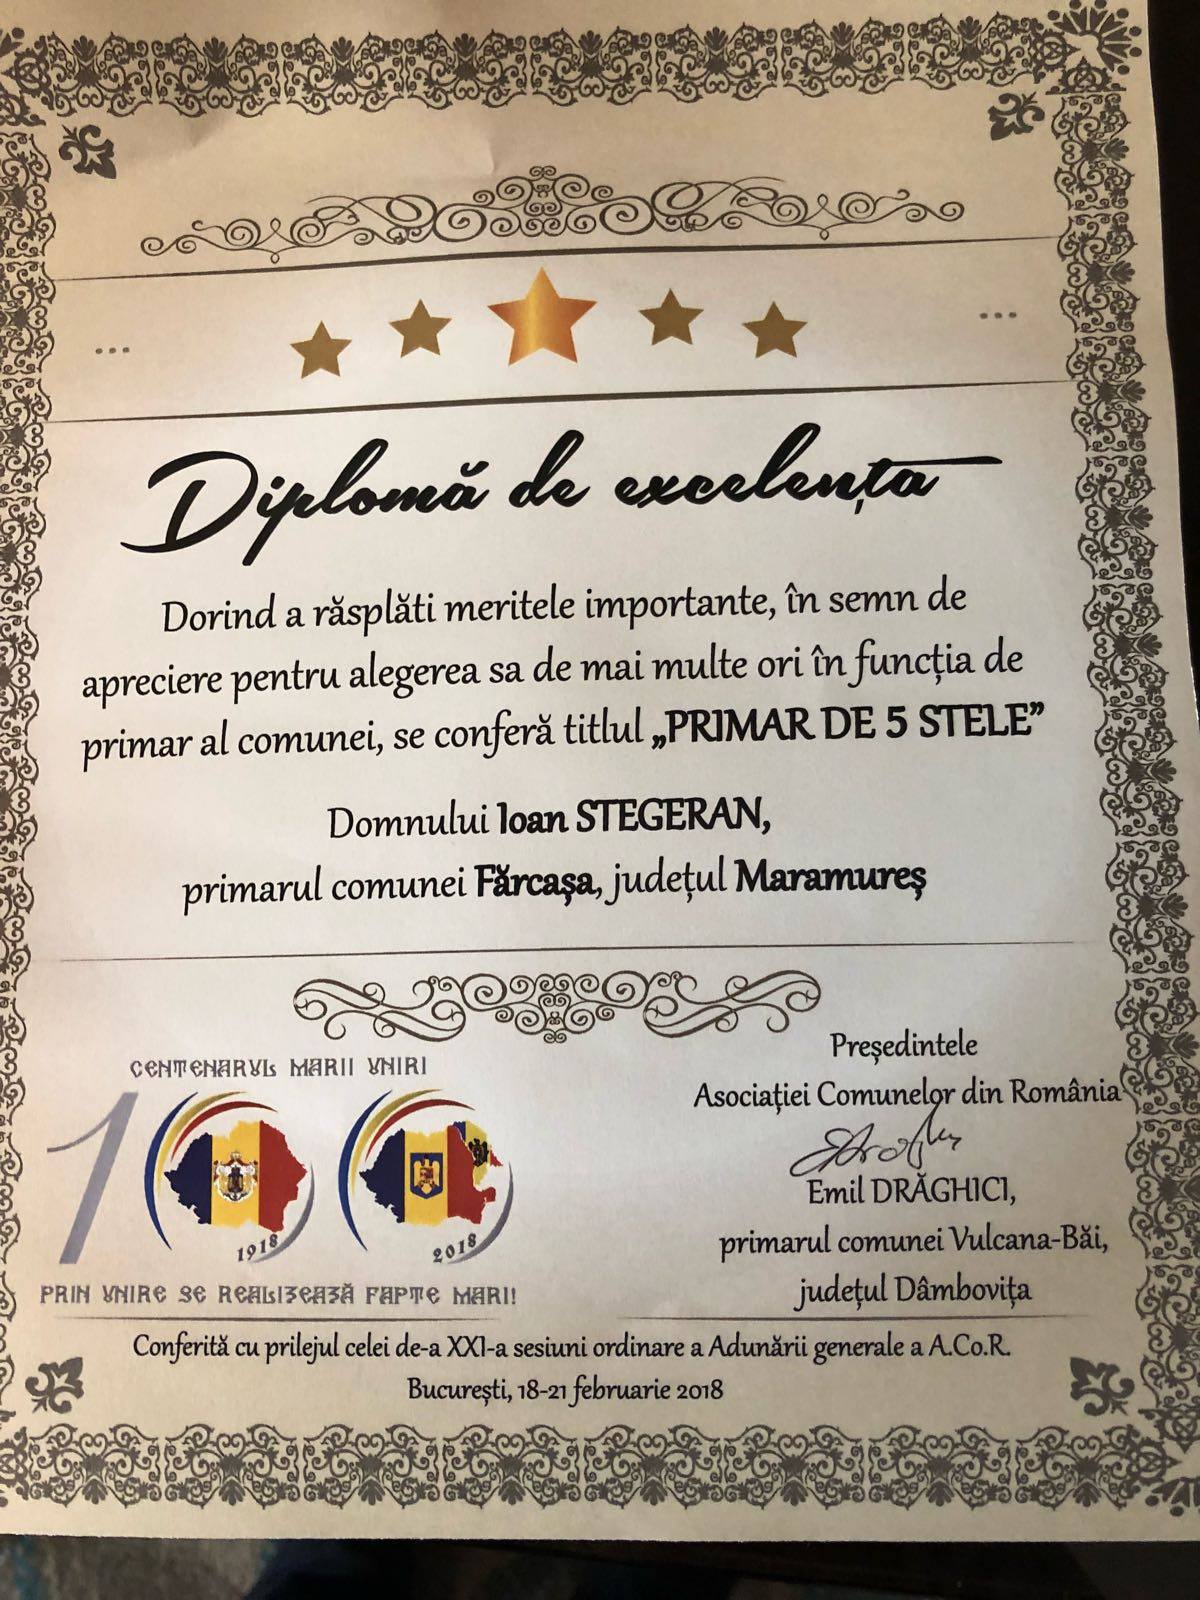 Diplomă de excelența
Dorind a răsplăti meritele importante, în semn de
apreciere pentru alegerea sa de mai multe ori în funcția de
primar al comunei, se conferă titlul „PRIMAR DE 5 STELE”
Domnului Ioan STEGERAN,
primarul comunei Fărcașa, județul Maramureș
CENTENARUL MARII UNIRI
1
1918
2018
PRIN UNIRE SE REALIZEAZĂ FAPTE MARI!
Președintele
Asociației Comunelor din România
Emil DRĂGHICI,
primarul comunei Vulcana-Băi,
județul Dâmbovița
Conferită cu prilejul celei de-a XXI-a sesiuni ordinare a Adunării generale a A.Co.R.
București, 18-21 februarie 2018